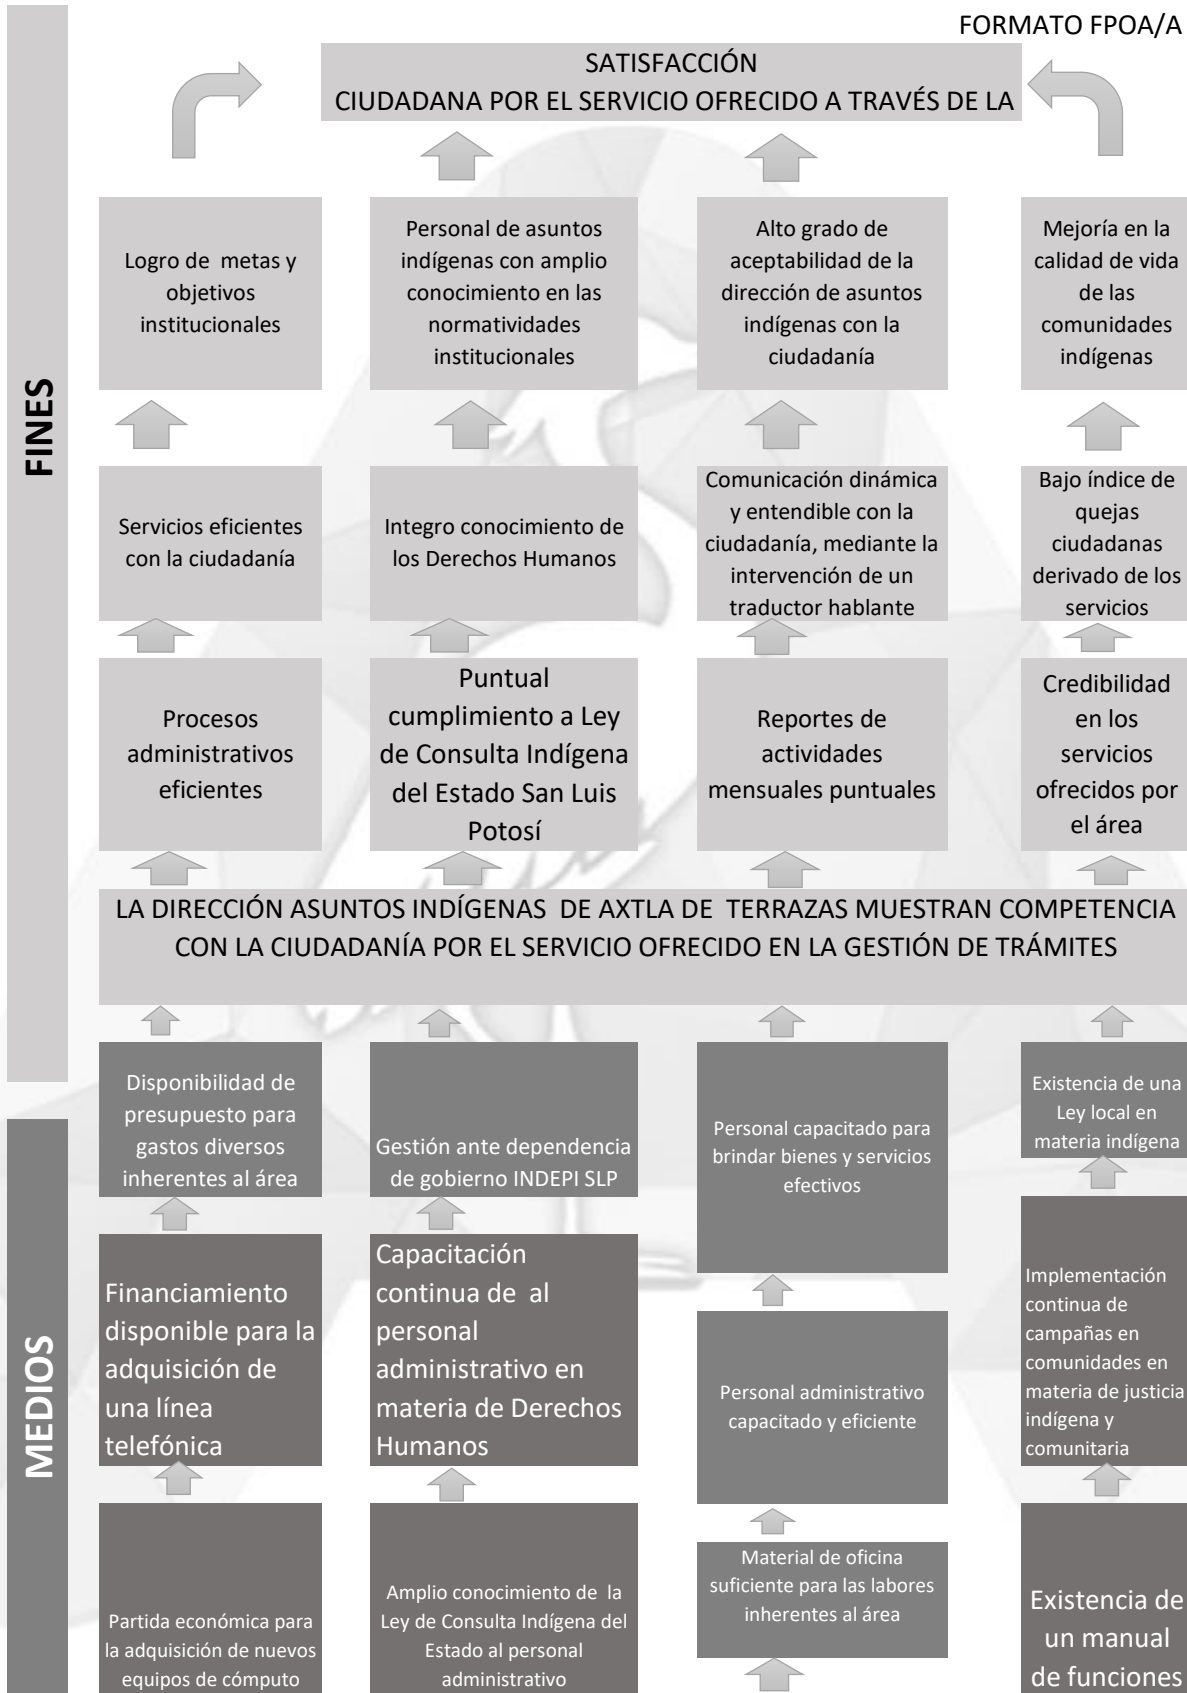 FORMATO FPOA/A
SATISFACCIÓN
CIUDADANA POR EL SERVICIO OFRECIDO A TRAVÉS DE LA
FINES
Logro de  metas y
objetivos
institucionales
Personal de asuntos
indígenas con amplio
conocimiento en las
normatividades
institucionales
Alto grado de
aceptabilidad de la
dirección de asuntos
indígenas con la
ciudadanía
Mejoría en la
calidad de vida
de las
comunidades
indígenas
Servicios eficientes
con la ciudadanía
Integro conocimiento de
los Derechos Humanos
Comunicación dinámica
y entendible con la
ciudadanía, mediante la
intervención de un
traductor hablante
Bajo índice de
quejas
ciudadanas
derivado de los
servicios
Procesos
administrativos
eficientes
Puntual
cumplimiento a Ley
de Consulta Indígena
del Estado San Luis
Potosí
Reportes de
actividades
mensuales puntuales
Credibilidad
en los
servicios
ofrecidos por
el área
LA DIRECCIÓN ASUNTOS INDÍGENAS  DE AXTLA DE  TERRAZAS MUESTRAN COMPETENCIA
CON LA CIUDADANÍA POR EL SERVICIO OFRECIDO EN LA GESTIÓN DE TRÁMITES
MEDIOS
Disponibilidad de
presupuesto para
gastos diversos
inherentes al área
Gestión ante dependencia
de gobierno INDEPI SLP
Personal capacitado para
brindar bienes y servicios
efectivos
Existencia de una
Ley local en
materia indígena
Financiamiento
disponible para la
adquisición de
una línea
telefónica
Capacitación
continua de  al
personal
administrativo en
materia de Derechos
Humanos
Personal administrativo
capacitado y eficiente
Implementación
continua de
campañas en
comunidades en
materia de justicia
indígena y
comunitaria
Partida económica para
la adquisición de nuevos
equipos de cómputo
Amplio conocimiento de  la
Ley de Consulta Indígena del
Estado al personal
administrativo
Material de oficina
suficiente para las labores
inherentes al área
Existencia de
un manual
de funciones